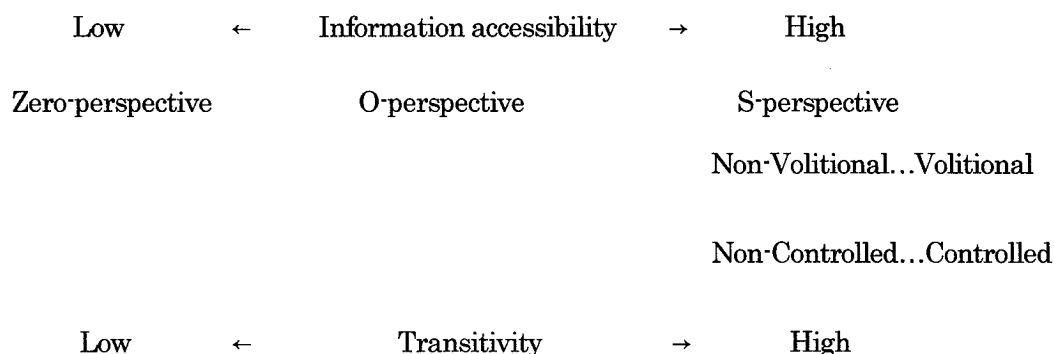 Low ← Information accessibility → High
Zero-perspective O-perspective S-perspective
Non-Volitional…Volitional
Non-Controlled…Controlled
Low ← Transitivity → High